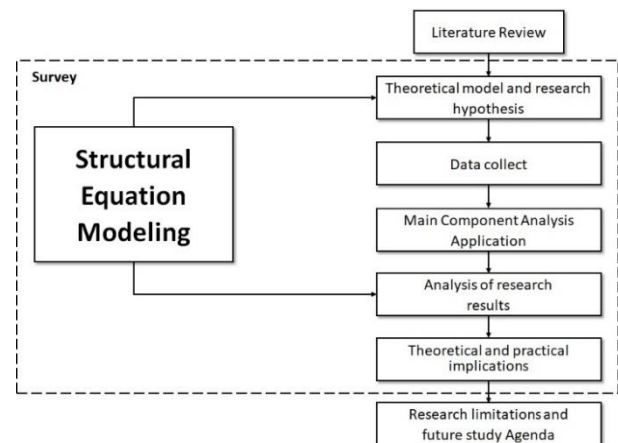 Literature Review
Survey
Theoretical model and research
hypothesis
Structural
Equation
Modeling
Data collect
Main Component Analysis
Application
Analysis of research
results
Theoretical and practical
implications
Research limitations and
future study Agenda